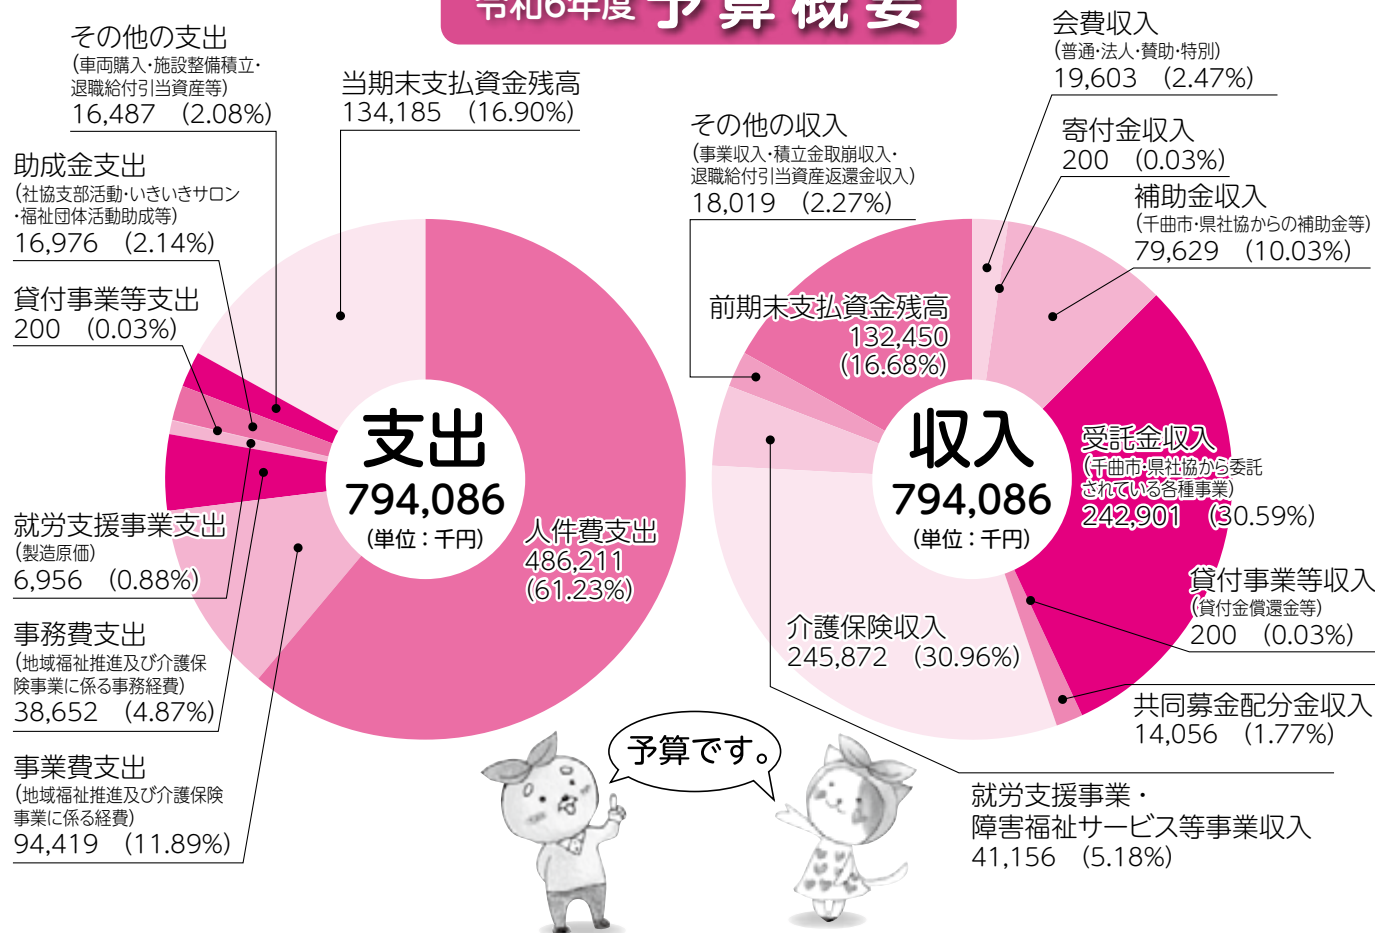 令和6年度 予算概要
その他の支出
(車両購入・施設整備積立・
退職給付引当資産等)
16,487 (2.08%)
当期末支払資金残高
134,185 (16.90%)
助成金支出
(社協支部活動・いきいきサロン
・福祉団体活動助成等)
16,976 (2.14%)
貸付事業等支出
200 (0.03%)
就労支援事業支出
(製造原価)
6,956 (0.88%)
事務費支出
(地域福祉推進及び介護保
険事業に係る事務経費)
38,652 (4.87%)
事業費支出
(地域福祉推進及び介護保険
事業に係る経費)
94,419 (11.89%)
支出
794,086
(単位:千円)
人件費支出
486,211
(61.23%)
会費収入
(普通・法人・賛助・特別)
19,603 (2.47%)
寄付金収入
200 (0.03%)
補助金収入
(千曲市・県社協からの補助金等)
79,629 (10.03%)
その他の収入
(事業収入・積立金取崩収入・
退職給付引当資産返還金収入)
18,019 (2.27%)
前期末支払資金残高
132,450
(16.68%)
収入
794,086
(単位:千円)
受託金収入
(千曲市・県社協から委託
されている各種事業)
242,901 (30.59%)
貸付事業等収入
(貸付金償還金等)
200 (0.03%)
共同募金配分金収入
14,056 (1.77%)
介護保険収入
245,872 (30.96%)
就労支援事業・
障害福祉サービス等事業収入
41,156 (5.18%)
予算です。